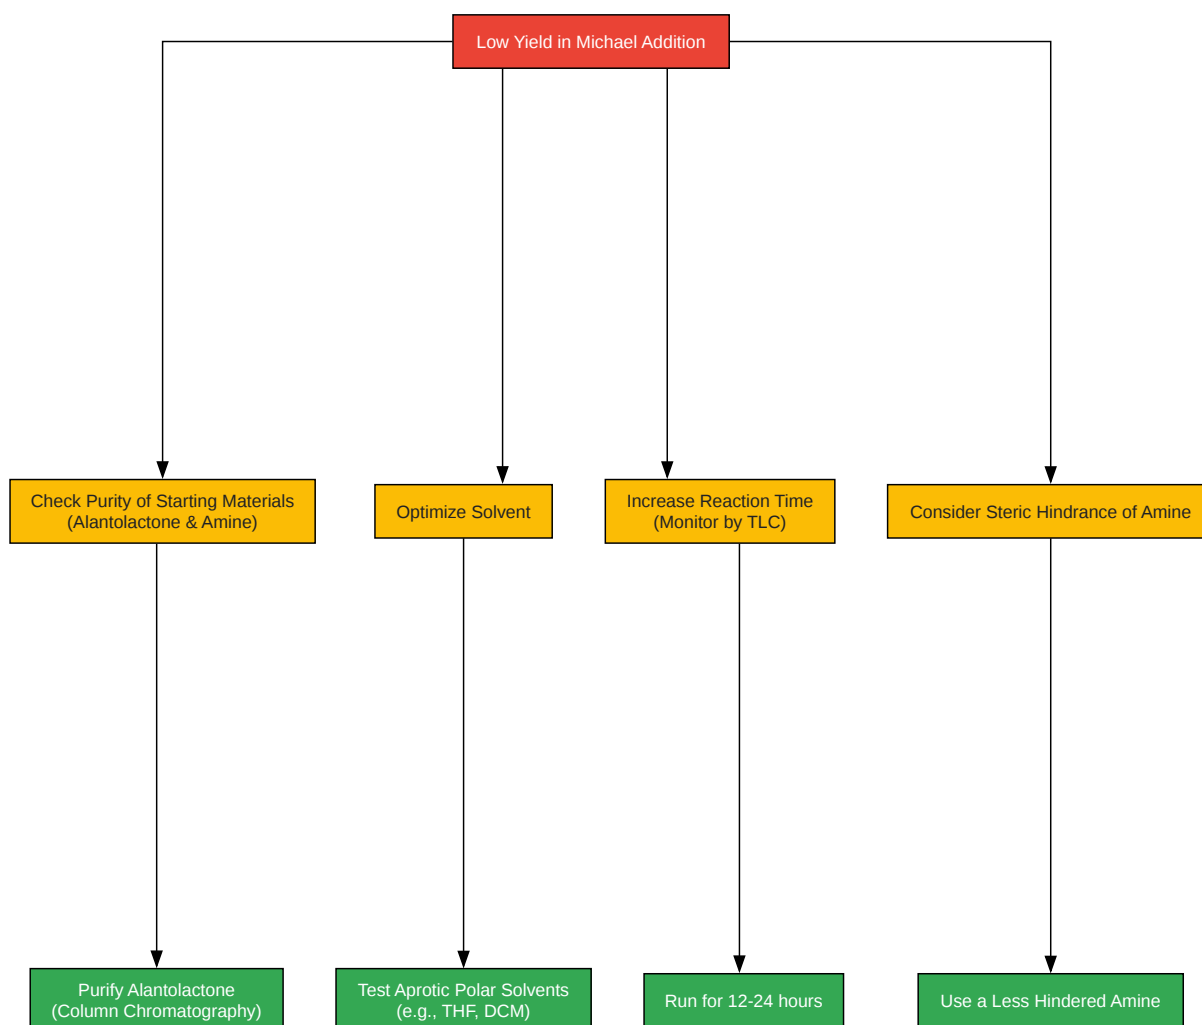 Low Yield in Michael Addition
Check Purity of Starting Materials
(Alantolactone & Amine)
Optimize Solvent
Increase Reaction Time
(Monitor by TLC)
Consider Steric Hindrance of Amine
Purify Alantolactone
(Column Chromatography)
Test Aprotic Polar Solvents
(e.g., THF, DCM)
Run for 12-24 hours
Use a Less Hindered Amine